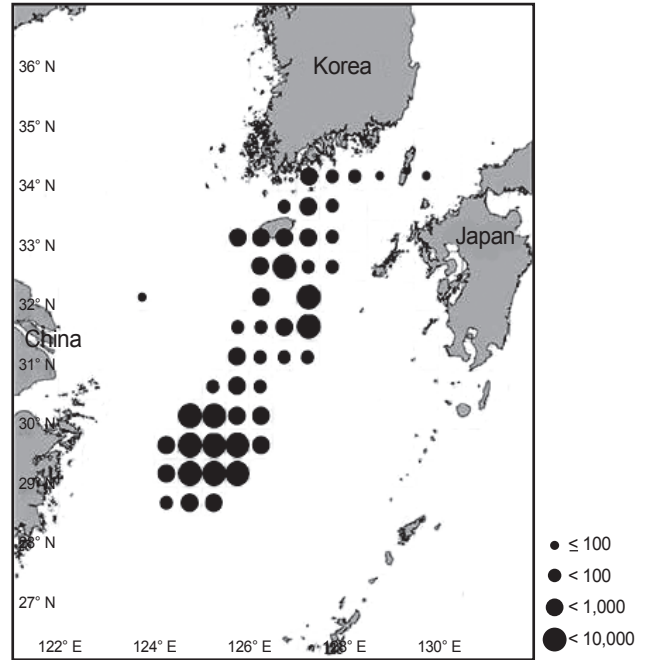 36° N
Korea
35° N
34° N
33° N
Japan
32° N
China
31° N
30° N
29° N
28° N
27° N
122° E
124° E
126° E
128° E
130° E
≤ 100
< 100
< 1,000
< 10,000